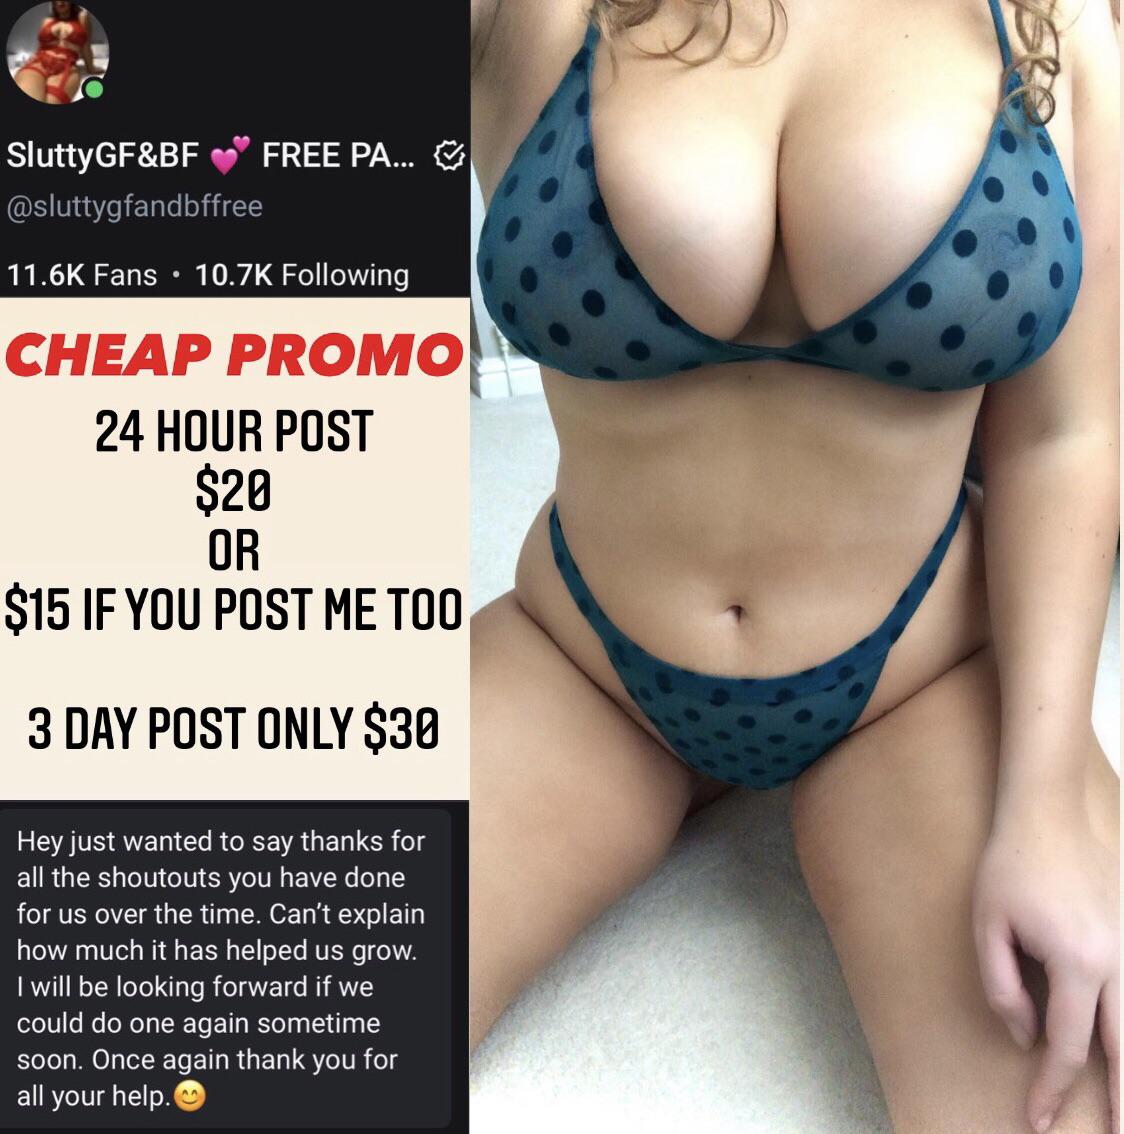 SluttyGF&BF 💕 FREE PA...
@sluttygfandbffree
11.6K Fans • 10.7K Following
CHEAP PROMO
24 HOUR POST
$20
OR
$15 IF YOU POST ME TOO
3 DAY POST ONLY $30
Hey just wanted to say thanks for
all the shoutouts you have done
for us over the time. Can’t explain
how much it has helped us grow.
I will be looking forward if we
could do one again sometime
soon. Once again thank you for
all your help.😊